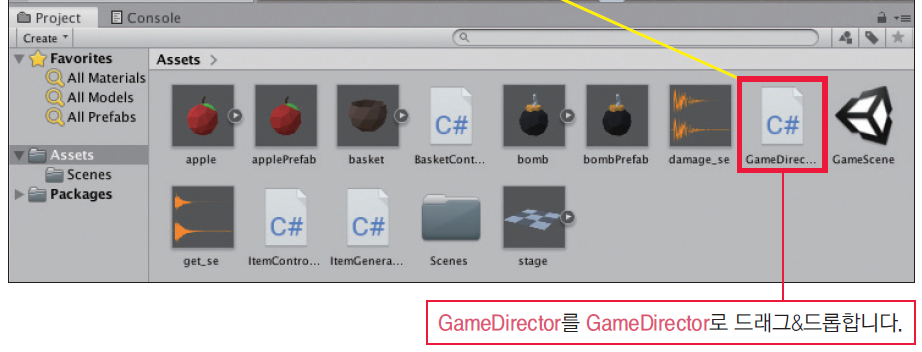 Project
Console
Create
Favorites
All Materials
All Models
All Prefabs
Assets
Scenes
Packages
Assets >
apple
applePrefab
basket
C#
BasketCont...
bomb
bombPrefab
damage_se
C#
GameDirec...
GameScene
get_se
C#
ItemContro...
C#
ItemGenera...
Scenes
stage
GameDirector를 GameDirector로 드래그&드롭합니다.